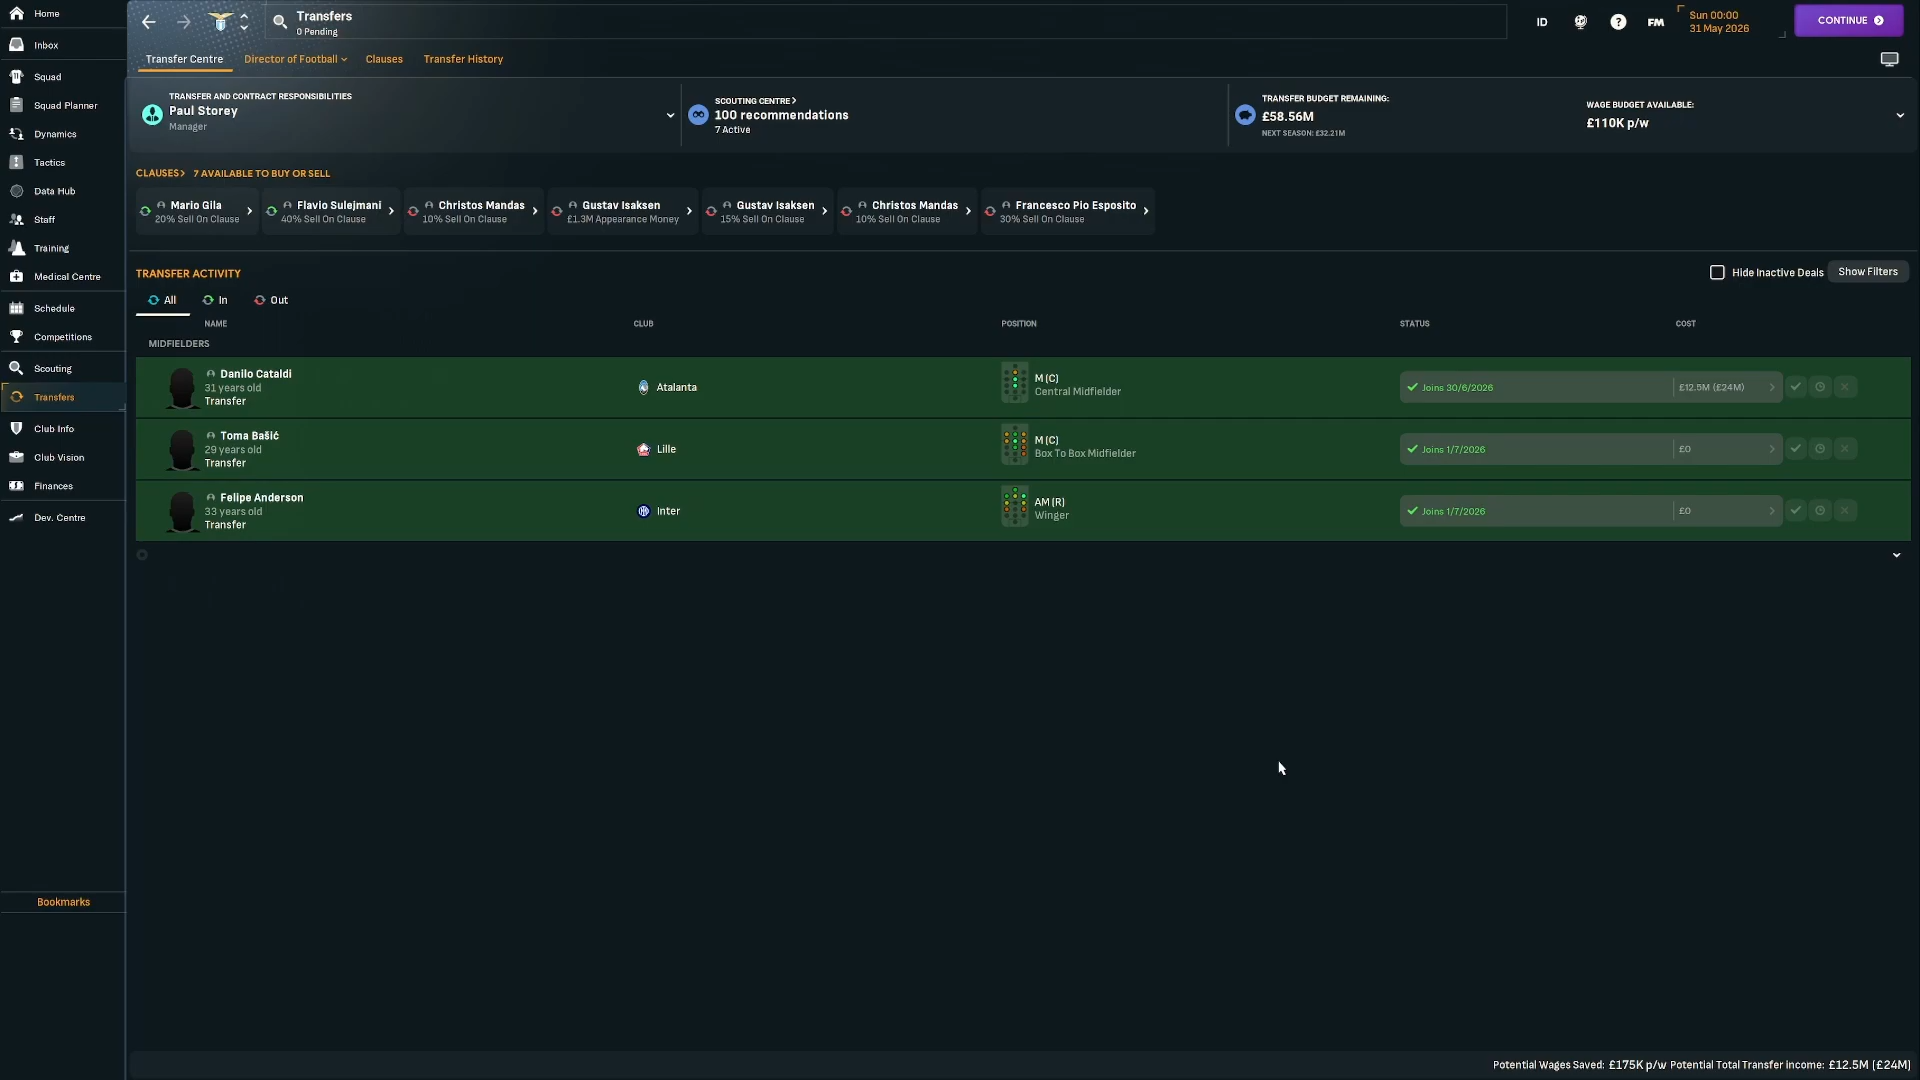 Home
Inbox
Squad
Squad Planner
Dynamics
Tactics
Data Hub
Staff
Training
Medical Centre
Schedule
Competitions
Scouting
Transfers
Club Info
Club Vision
Finances
Dev. Centre
Bookmarks
Transfers
0 Pending
ID
?
FM
Sun 00:00
31 May 2026
CONTINUE
Transfer Centre
Director of Football
Clauses
Transfer History
TRANSFER AND CONTRACT RESPONSIBILITIES
Paul Storey
Manager
SCOUTING CENTRE >
100 recommendations
7 Active
TRANSFER BUDGET REMAINING:
£58.56M
NEXT SEASON: £32.21M
WAGE BUDGET AVAILABLE:
£110K p/w
CLAUSES > 7 AVAILABLE TO BUY OR SELL
Mario Gila
20% Sell On Clause
Flavio Sulejmani
40% Sell On Clause
Christos Mandas
10% Sell On Clause
Gustav Isaksen
£1.3M Appearance Money
Gustav Isaksen
15% Sell On Clause
Christos Mandas
10% Sell On Clause
Francesco Pio Esposito
30% Sell On Clause
TRANSFER ACTIVITY
Hide Inactive Deals
Show Filters
All
In
Out
NAME CLUB POSITION STATUS COST
MIDFIELDERS
Danilo Cataldi
31 years old
Transfer
Atalanta
M (C)
Central Midfielder
Joins 30/6/2026
£12.5M (£24M)
Toma Bašić
29 years old
Transfer
Lille
M (C)
Box To Box Midfielder
Joins 1/7/2026
£0
Felipe Anderson
33 years old
Transfer
Inter
AM (R)
Winger
Joins 1/7/2026
£0
Potential Wages Saved: £175K p/w Potential Total Transfer income: £12.5M (£24M)